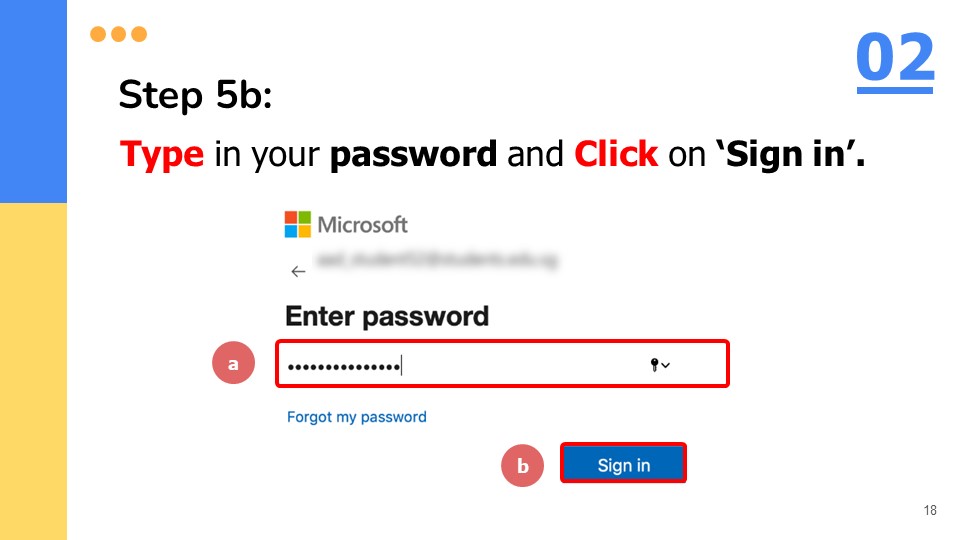 02
Step 5b:
Type in your password and Click on ‘Sign in’.
Microsoft
Enter password
a
Forgot my password
b
Sign in
18